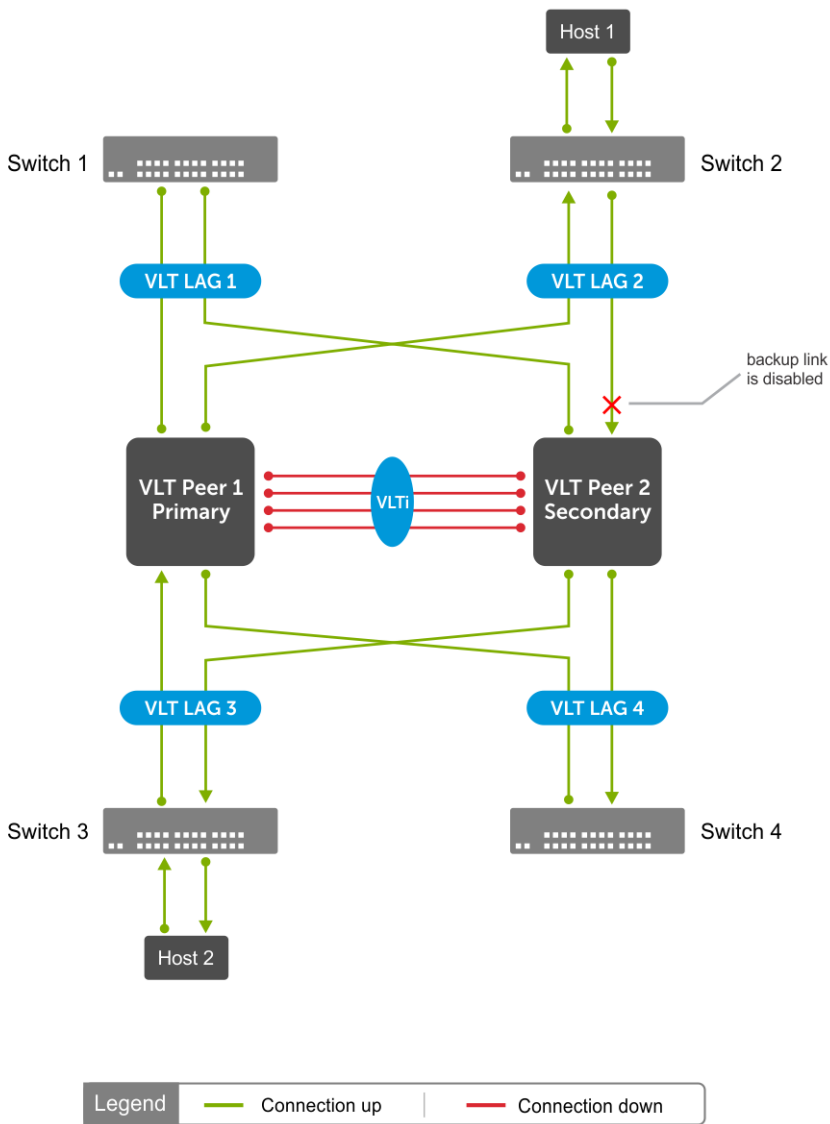 Host 1
Switch 1
Switch 2
VLT LAG 1
VLT LAG 2
backup link
is disabled
VLT Peer 1
Primary
VLTi
VLT Peer 2
Secondary
VLT LAG 3
VLT LAG 4
Switch 3
Switch 4
Host 2
Legend
Connection up
Connection down